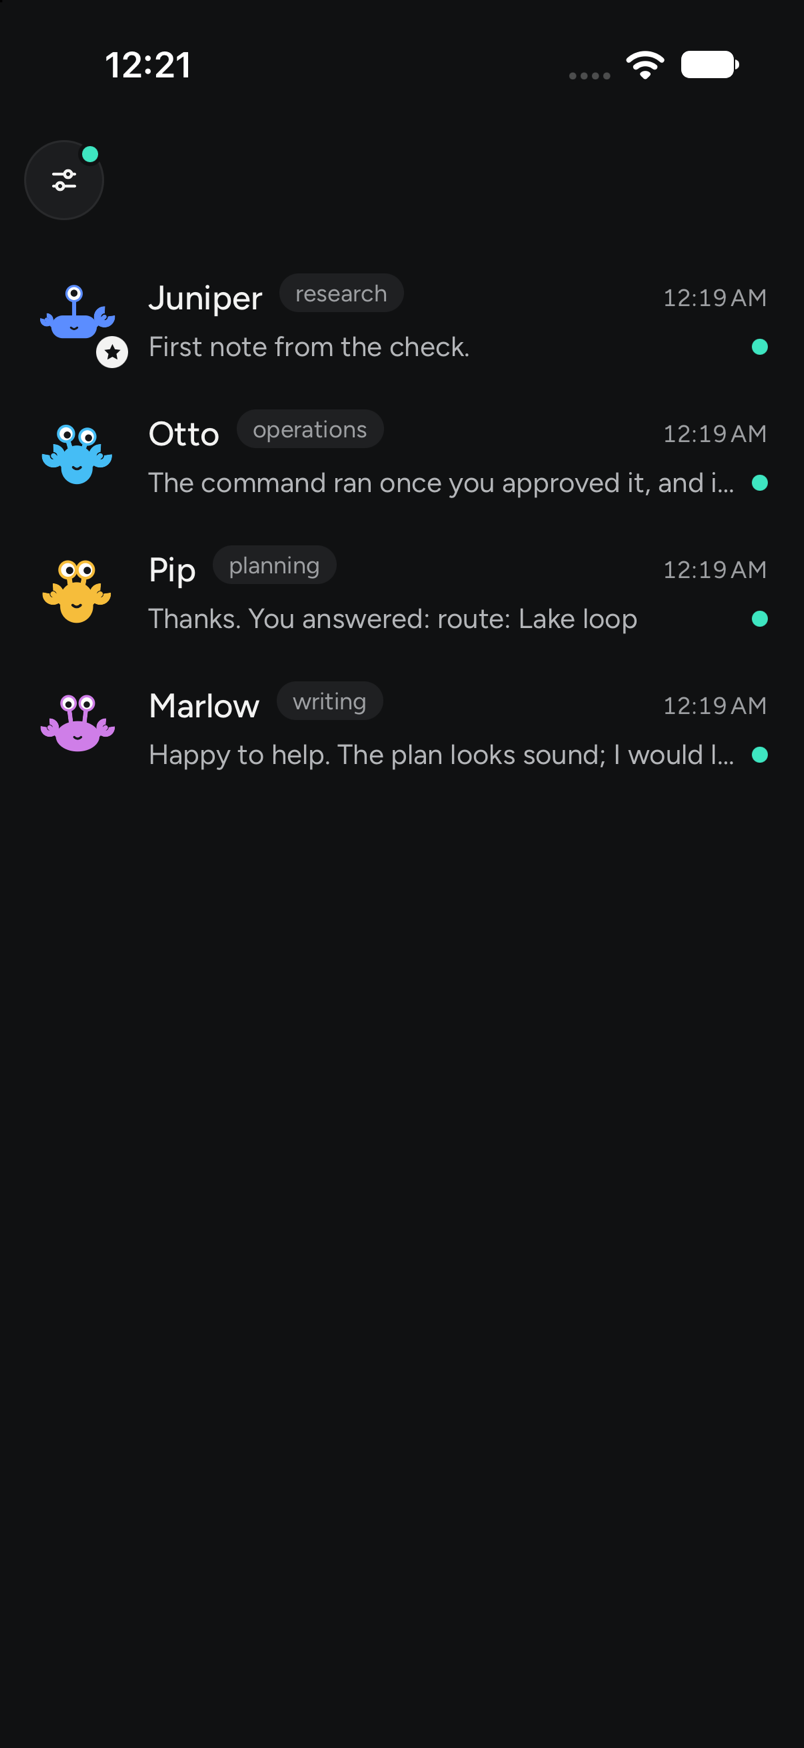 12:21
Juniper research 12:19 AM
First note from the check.
Otto operations 12:19 AM
The command ran once you approved it, and i...
Pip planning 12:19 AM
Thanks. You answered: route: Lake loop
Marlow writing 12:19 AM
Happy to help. The plan looks sound; I would l...